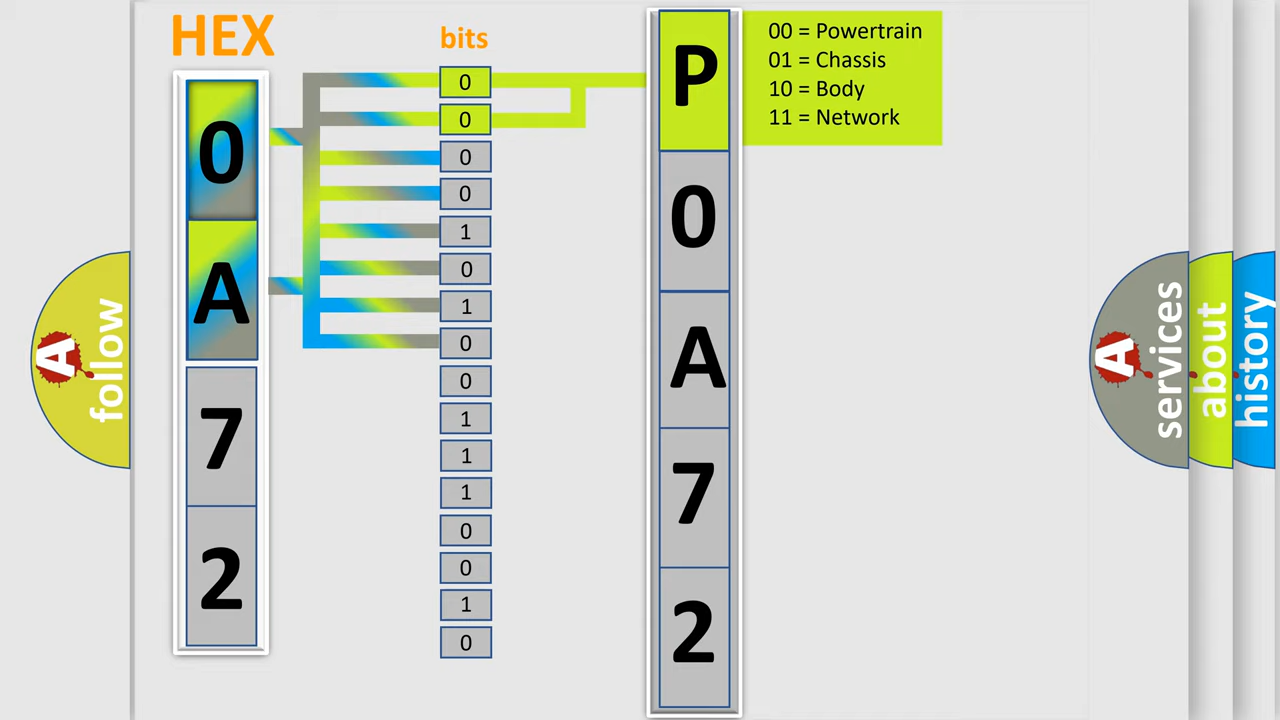 HEX
bits
0
A
7
2
0
0
0
0
1
0
1
0
0
1
1
1
0
0
1
0
P
0
A
7
2
00 = Powertrain
01 = Chassis
10 = Body
11 = Network
A
follow
A
services
about
history